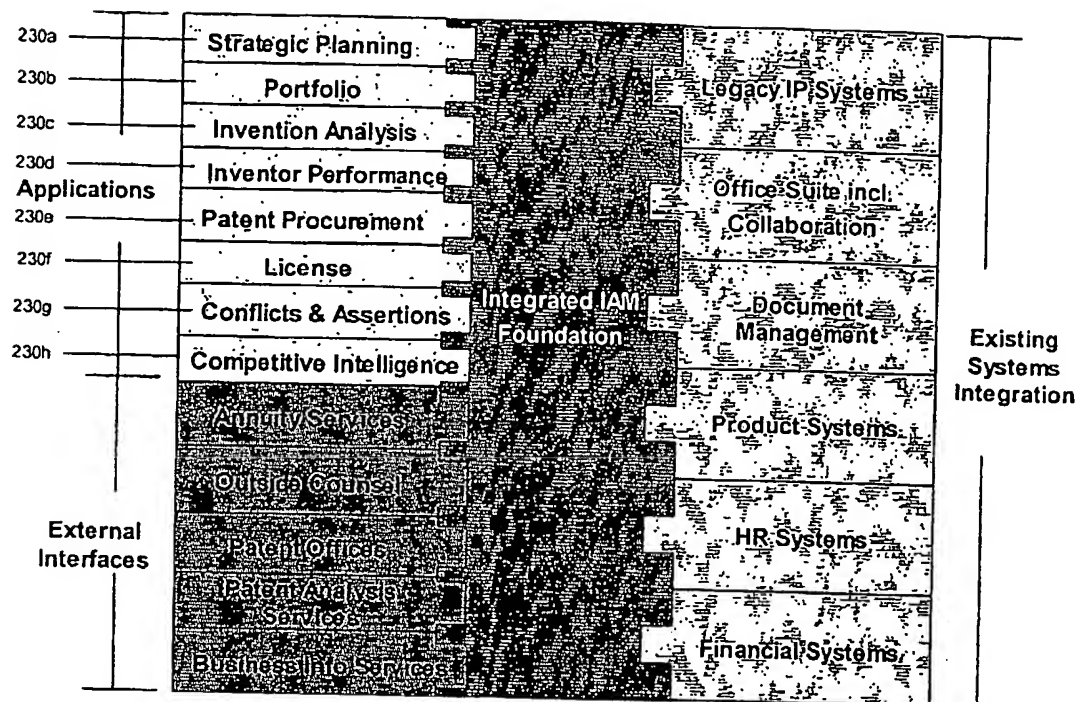 230a
Strategic Planning
230b
Portfolio
230c
Invention Analysis
230d
Inventor Performance
Applications
230e
Patent Procurement
230f
License
230g
Conflicts & Assertions
230h
Competitive Intelligence
Annuity Services
Outside Counsel
External
Interfaces
Patent Offices
Patent Analysis
Services
Business Info Services
Integrated IAM
Foundation
Legacy IP Systems
Office Suite incl.
Collaboration
Document
Management
Product Systems
HR Systems
Financial Systems
Existing
Systems
Integration